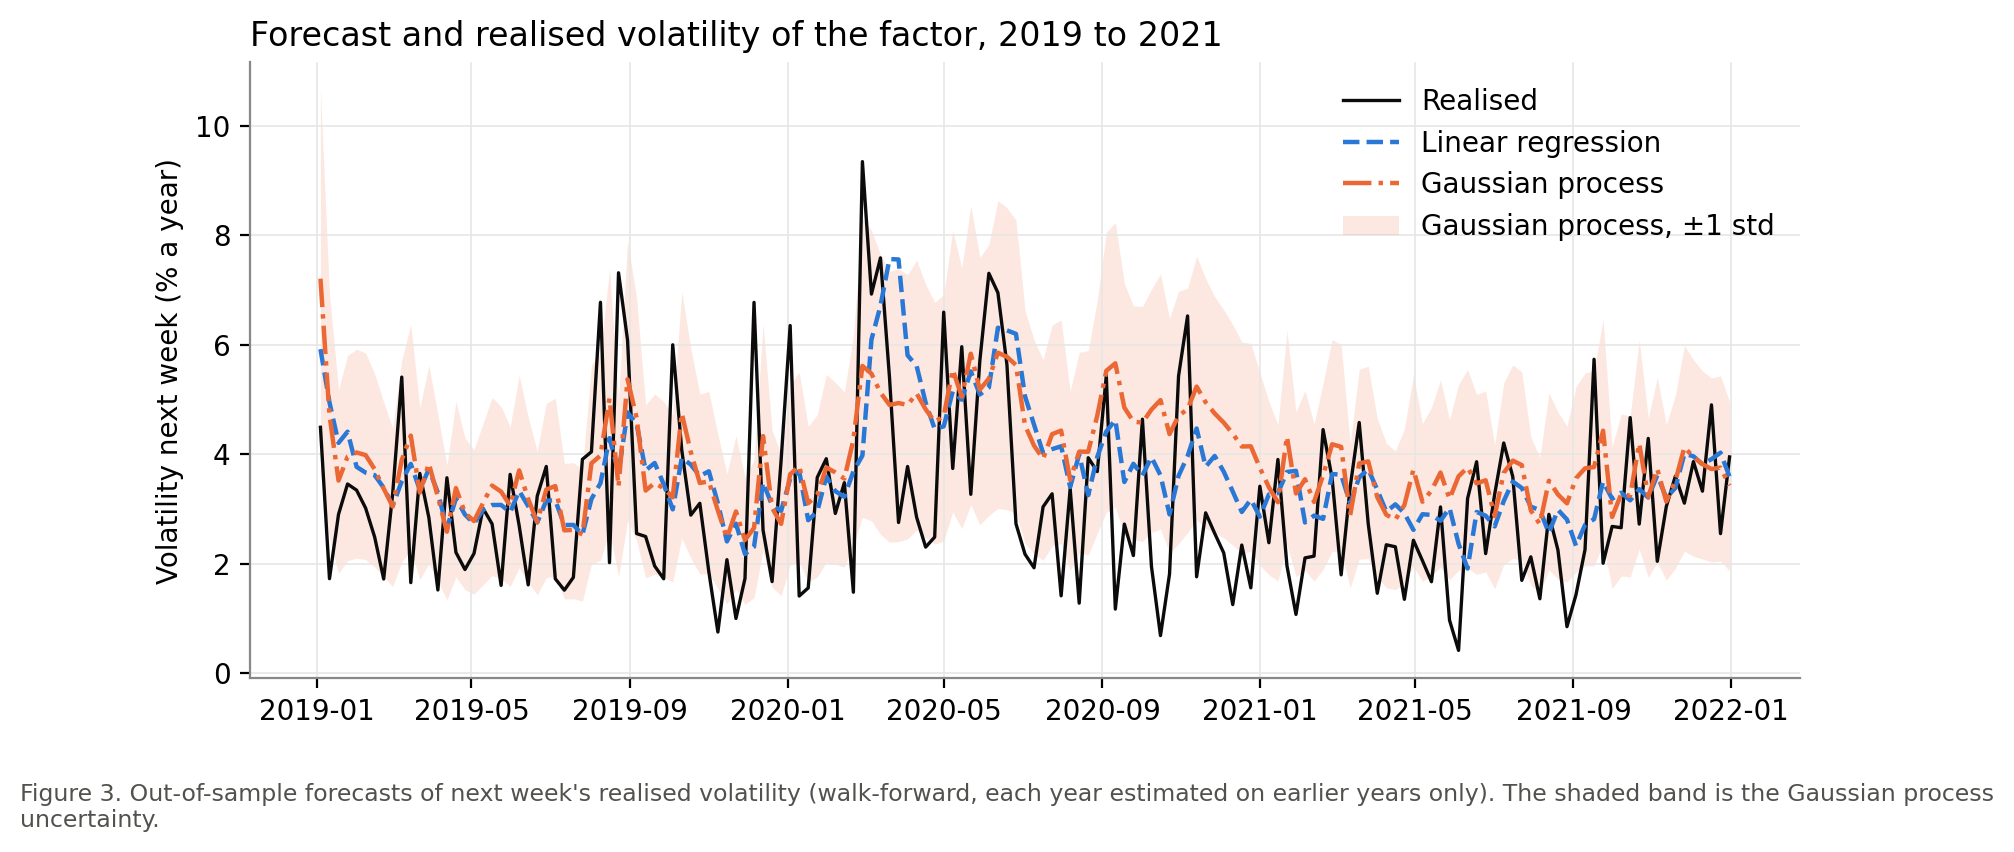 Forecast and realised volatility of the factor, 2019 to 2021
Volatility next week (% a year)
10
8
6
4
2
0
Realised
Linear regression
Gaussian process
Gaussian process, ±1 std
2019-01
2019-05
2019-09
2020-01
2020-05
2020-09
2021-01
2021-05
2021-09
2022-01
Figure 3. Out-of-sample forecasts of next week's realised volatility (walk-forward, each year estimated on earlier years only). The shaded band is the Gaussian process
uncertainty.